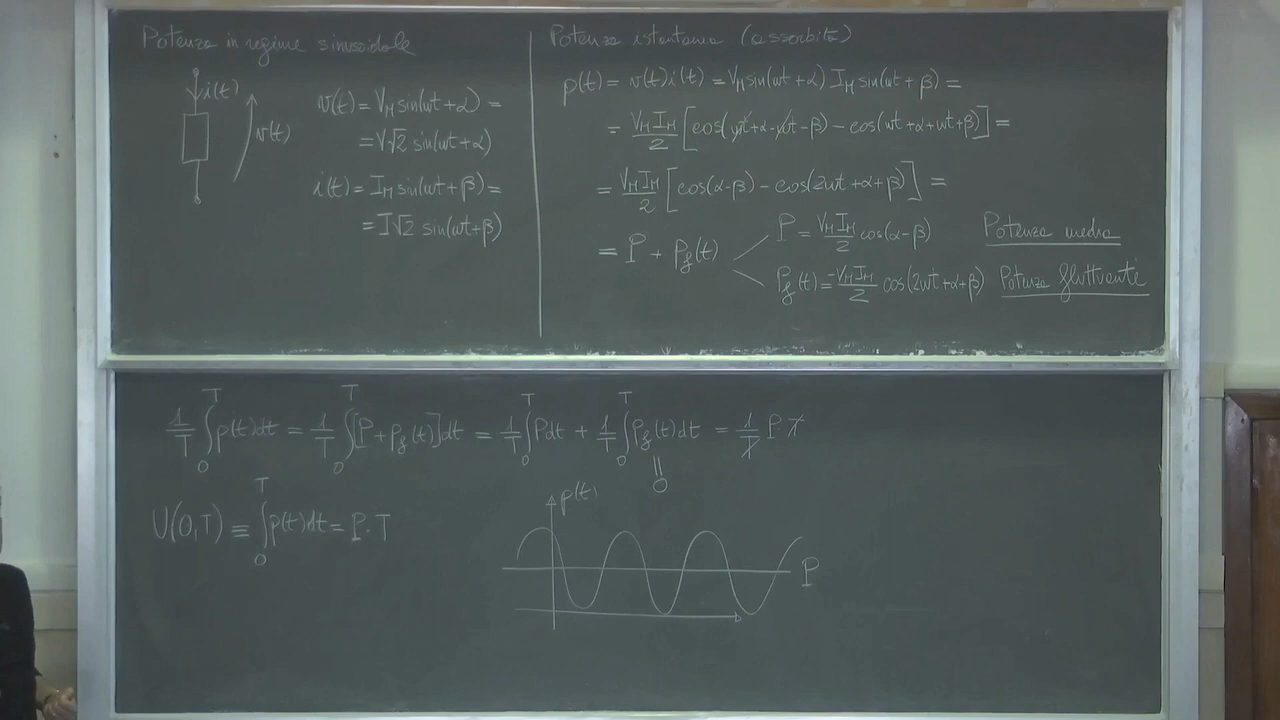 Potenza in regime sinusoidale
i(t)
v(t)
v(t) = V_M sin(ωt + α) =
= V√2 sin(ωt + α)
i(t) = I_M sin(ωt + β) =
= I√2 sin(ωt + β)
Potenza istantanea (assorbita)
p(t) = v(t) i(t) = V_M sin(ωt + α) I_M sin(ωt + β) =
= V_M I_M / 2 [cos(ωt + α - ωt - β) - cos(ωt + α + ωt + β)] =
= V_M I_M / 2 [cos(α - β) - cos(2ωt + α + β)] =
= P + P_f(t)
P = V_M I_M / 2 cos(α - β) Potenza media
P_f(t) = -V_M I_M / 2 cos(2ωt + α + β) Potenza fluttuante
1/T ∫₀ᵀ p(t) dt = 1/T ∫₀ᵀ [P + P_f(t)] dt = 1/T ∫₀ᵀ P dt + 1/T ∫₀ᵀ P_f(t) dt = 1/T P T
= 0
U(0,T) ≡ ∫₀ᵀ p(t) dt = P · T
p(t)
P